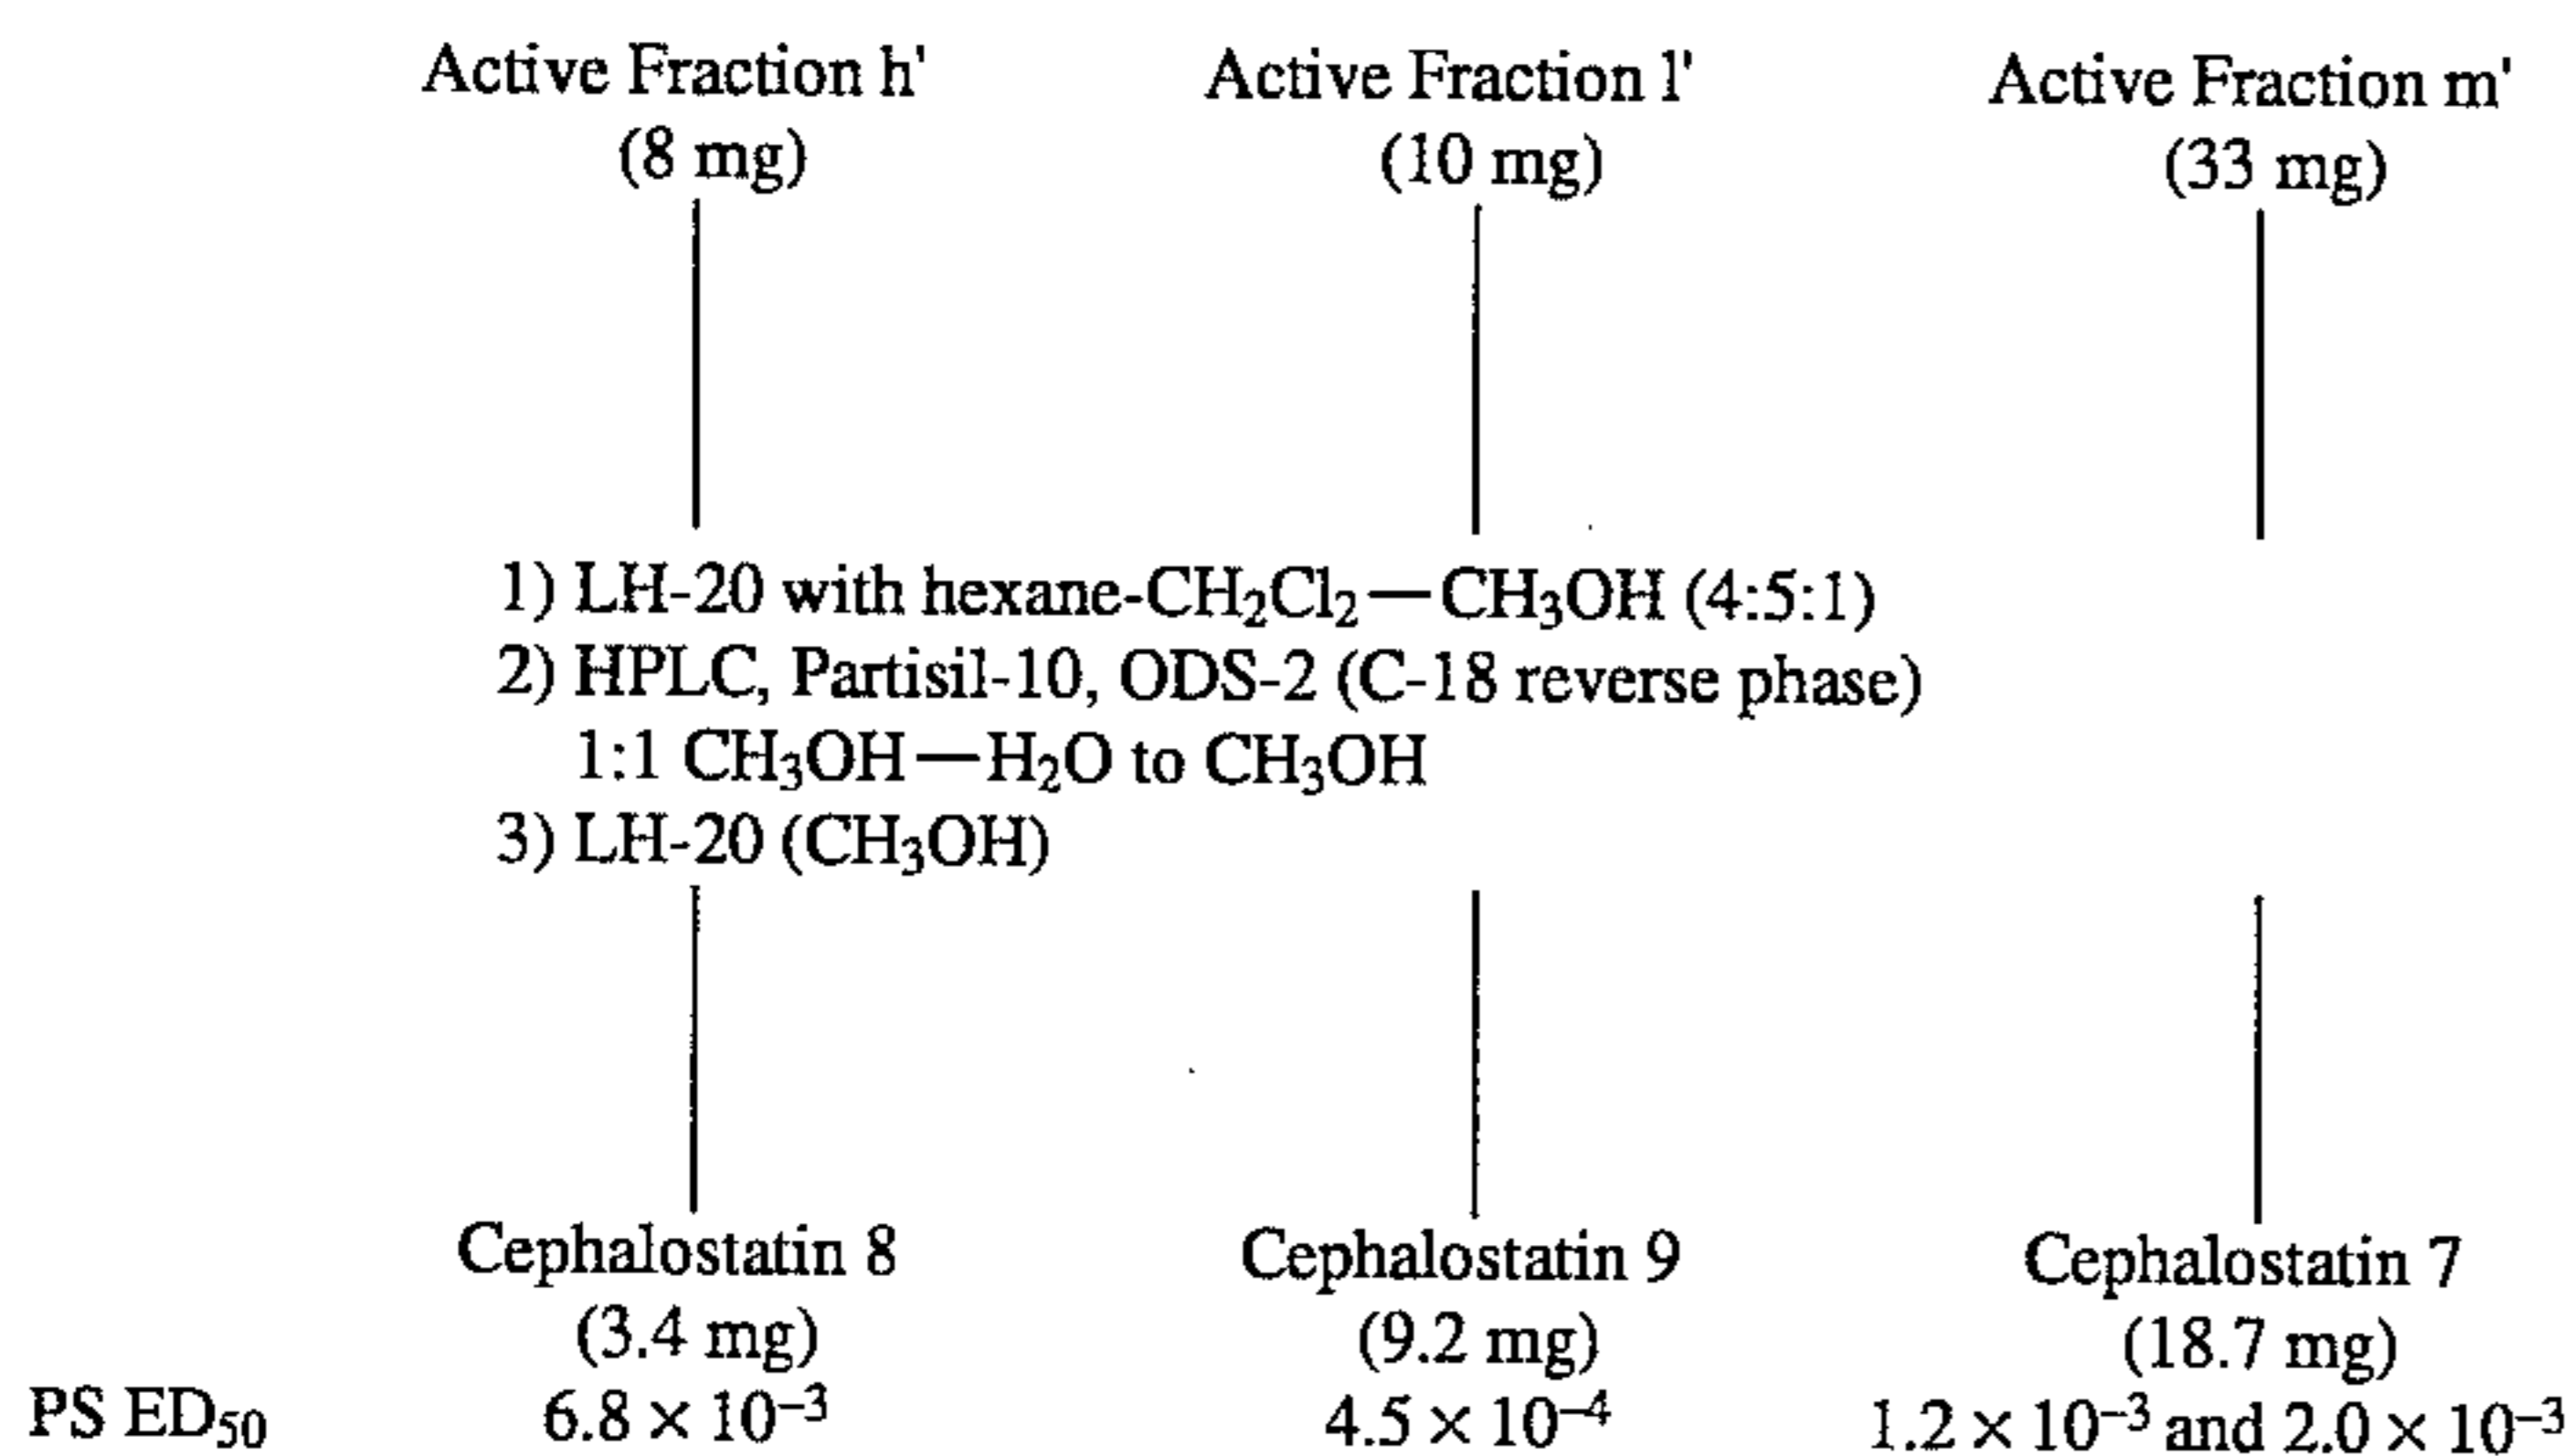 Active Fraction h' Active Fraction l' Active Fraction m'
(8 mg) (10 mg) (33 mg)
1) LH-20 with hexane-CH₂Cl₂—CH₃OH (4:5:1)
2) HPLC, Partisil-10, ODS-2 (C-18 reverse phase)
1:1 CH₃OH—H₂O to CH₃OH
3) LH-20 (CH₃OH)
Cephalostatin 8 Cephalostatin 9 Cephalostatin 7
(3.4 mg) (9.2 mg) (18.7 mg)
PS ED₅₀ 6.8 × 10⁻³ 4.5 × 10⁻⁴ 1.2 × 10⁻³ and 2.0 × 10⁻³